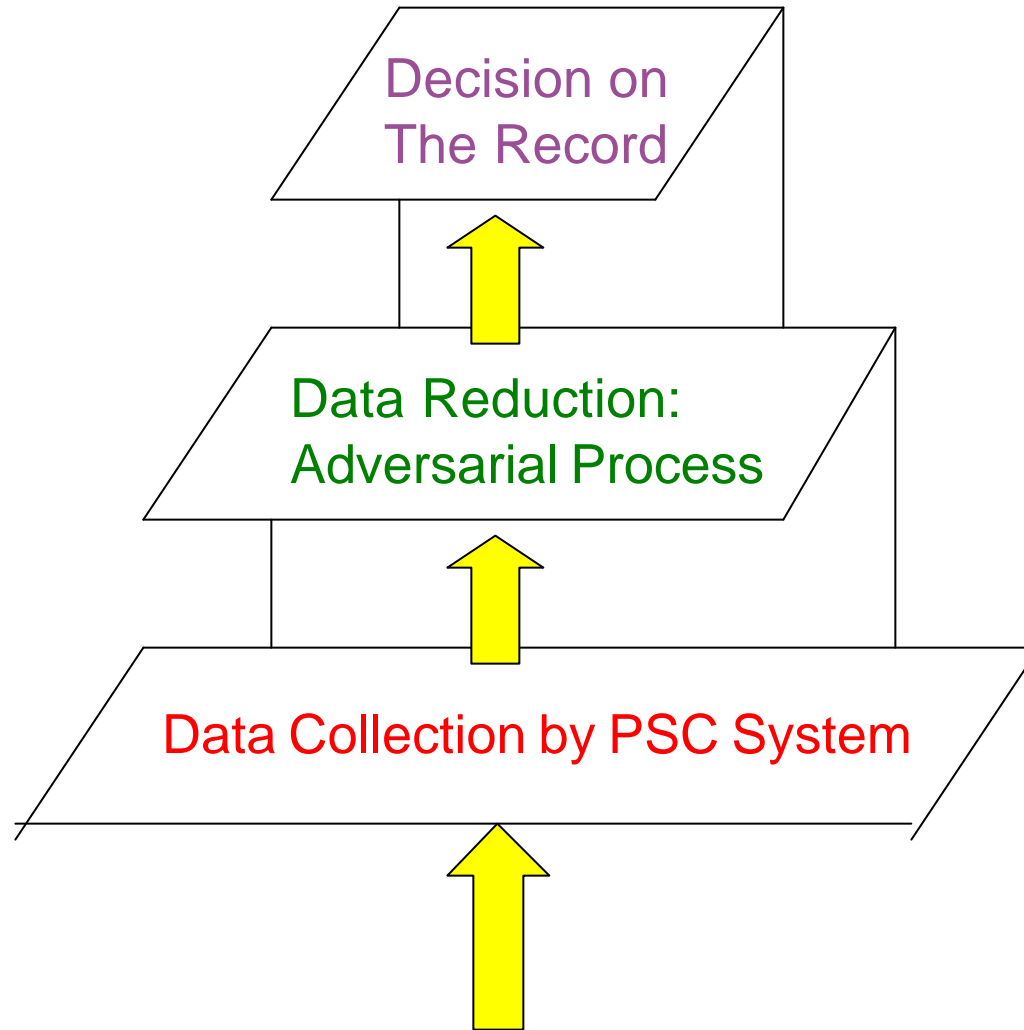 Decision on
The Record
Data Reduction:
Adversarial Process
Data Collection by PSC System